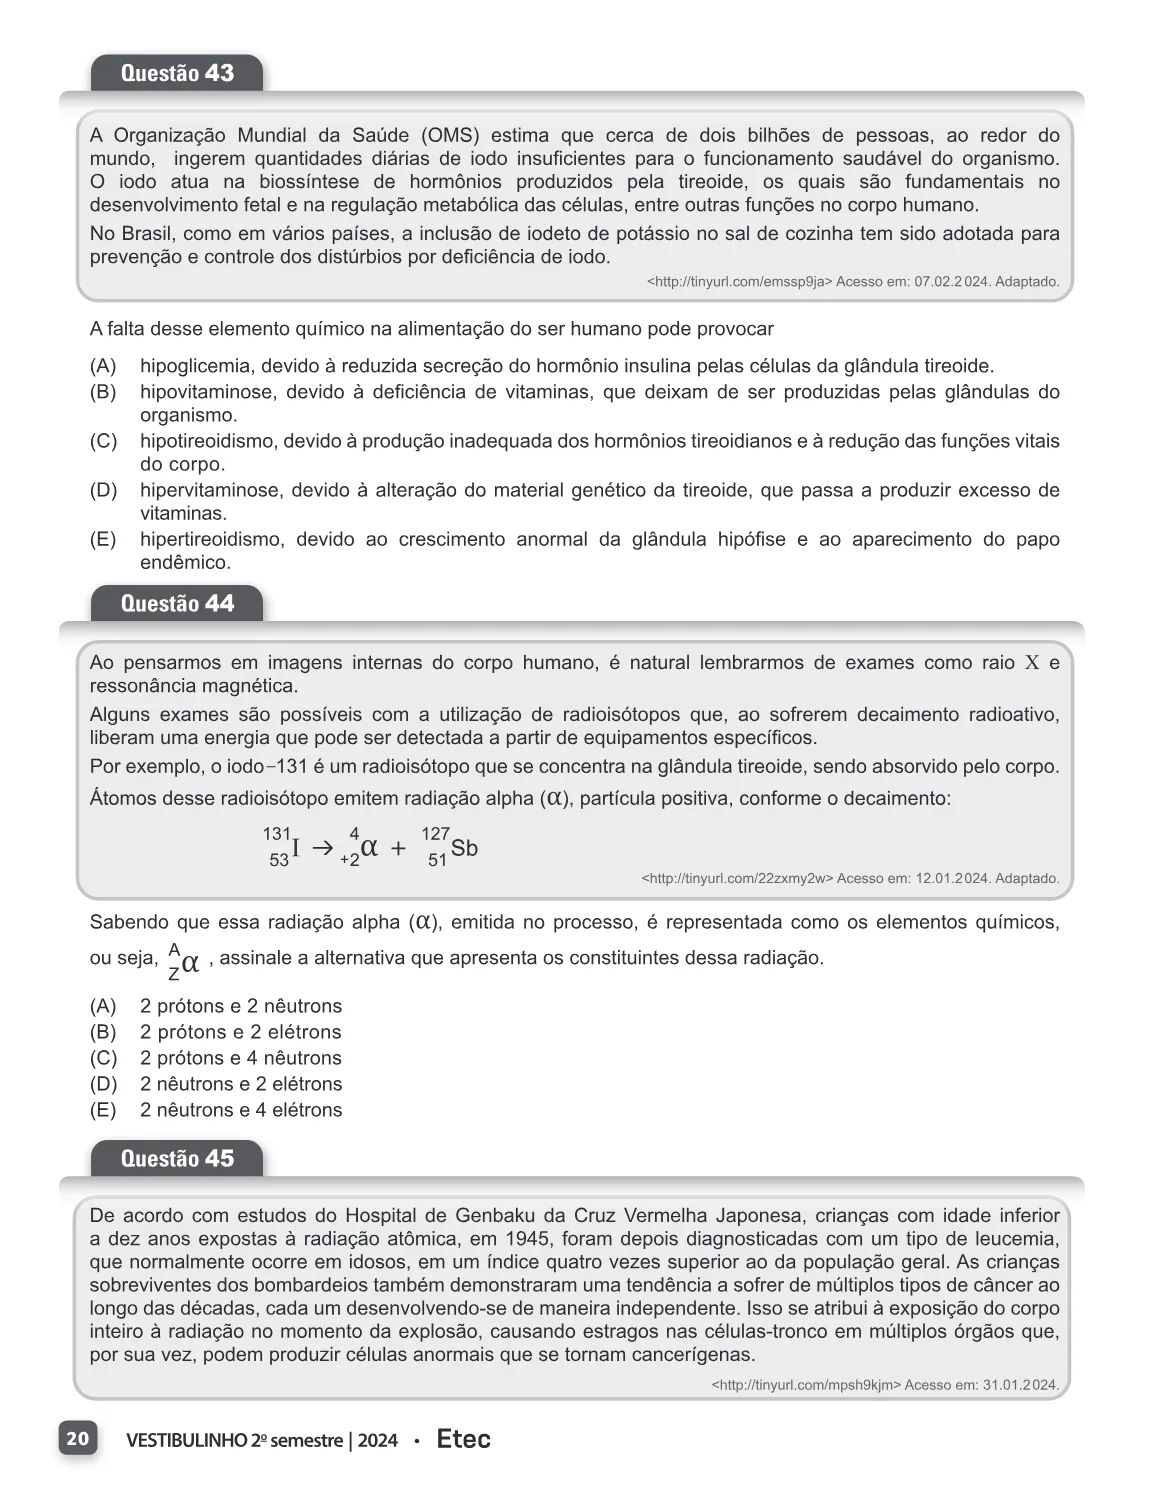 Questão 43
A Organização Mundial da Saúde (OMS) estima que cerca de dois bilhões de pessoas, ao redor do
mundo, ingerem quantidades diárias de iodo insuficientes para o funcionamento saudável do organismo.
O iodo atua na biossíntese de hormônios produzidos pela tireoide, os quais são fundamentais no
desenvolvimento fetal e na regulação metabólica das células, entre outras funções no corpo humano.
No Brasil, como em vários países, a inclusão de iodeto de potássio no sal de cozinha tem sido adotada para
prevenção e controle dos distúrbios por deficiência de iodo.
<http://tinyurl.com/emssp9ja> Acesso em: 07.02.2024. Adaptado.
A falta desse elemento químico na alimentação do ser humano pode provocar
(A) hipoglicemia, devido à reduzida secreção do hormônio insulina pelas células da glândula tireoide.
(B) hipovitaminose, devido à deficiência de vitaminas, que deixam de ser produzidas pelas glândulas do
organismo.
(C) hipotireoidismo, devido à produção inadequada dos hormônios tireoidianos e à redução das funções vitais
do corpo.
(D) hipervitaminose, devido à alteração do material genético da tireoide, que passa a produzir excesso de
vitaminas.
(E) hipertireoidismo, devido ao crescimento anormal da glândula hipófise e ao aparecimento do papo
endêmico.
Questão 44
Ao pensarmos em imagens internas do corpo humano, é natural lembrarmos de exames como raio X e
ressonância magnética.
Alguns exames são possíveis com a utilização de radioisótopos que, ao sofrerem decaimento radioativo,
liberam uma energia que pode ser detectada a partir de equipamentos específicos.
Por exemplo, o iodo–131 é um radioisótopo que se concentra na glândula tireoide, sendo absorvido pelo corpo.
Átomos desse radioisótopo emitem radiação alpha (α), partícula positiva, conforme o decaimento:
131 53 I → 4 +2 α + 127 51 Sb
<http://tinyurl.com/22zxmy2w> Acesso em: 12.01.2024. Adaptado.
Sabendo que essa radiação alpha (α), emitida no processo, é representada como os elementos químicos,
ou seja, A Z α , assinale a alternativa que apresenta os constituintes dessa radiação.
(A) 2 prótons e 2 nêutrons
(B) 2 prótons e 2 elétrons
(C) 2 prótons e 4 nêutrons
(D) 2 nêutrons e 2 elétrons
(E) 2 nêutrons e 4 elétrons
Questão 45
De acordo com estudos do Hospital de Genbaku da Cruz Vermelha Japonesa, crianças com idade inferior
a dez anos expostas à radiação atômica, em 1945, foram depois diagnosticadas com um tipo de leucemia,
que normalmente ocorre em idosos, em um índice quatro vezes superior ao da população geral. As crianças
sobreviventes dos bombardeios também demonstraram uma tendência a sofrer de múltiplos tipos de câncer ao
longo das décadas, cada um desenvolvendo-se de maneira independente. Isso se atribui à exposição do corpo
inteiro à radiação no momento da explosão, causando estragos nas células-tronco em múltiplos órgãos que,
por sua vez, podem produzir células anormais que se tornam cancerígenas.
<http://tinyurl.com/mpsh9kjm> Acesso em: 31.01.2024.
20 VESTIBULINHO 2º semestre | 2024 • Etec